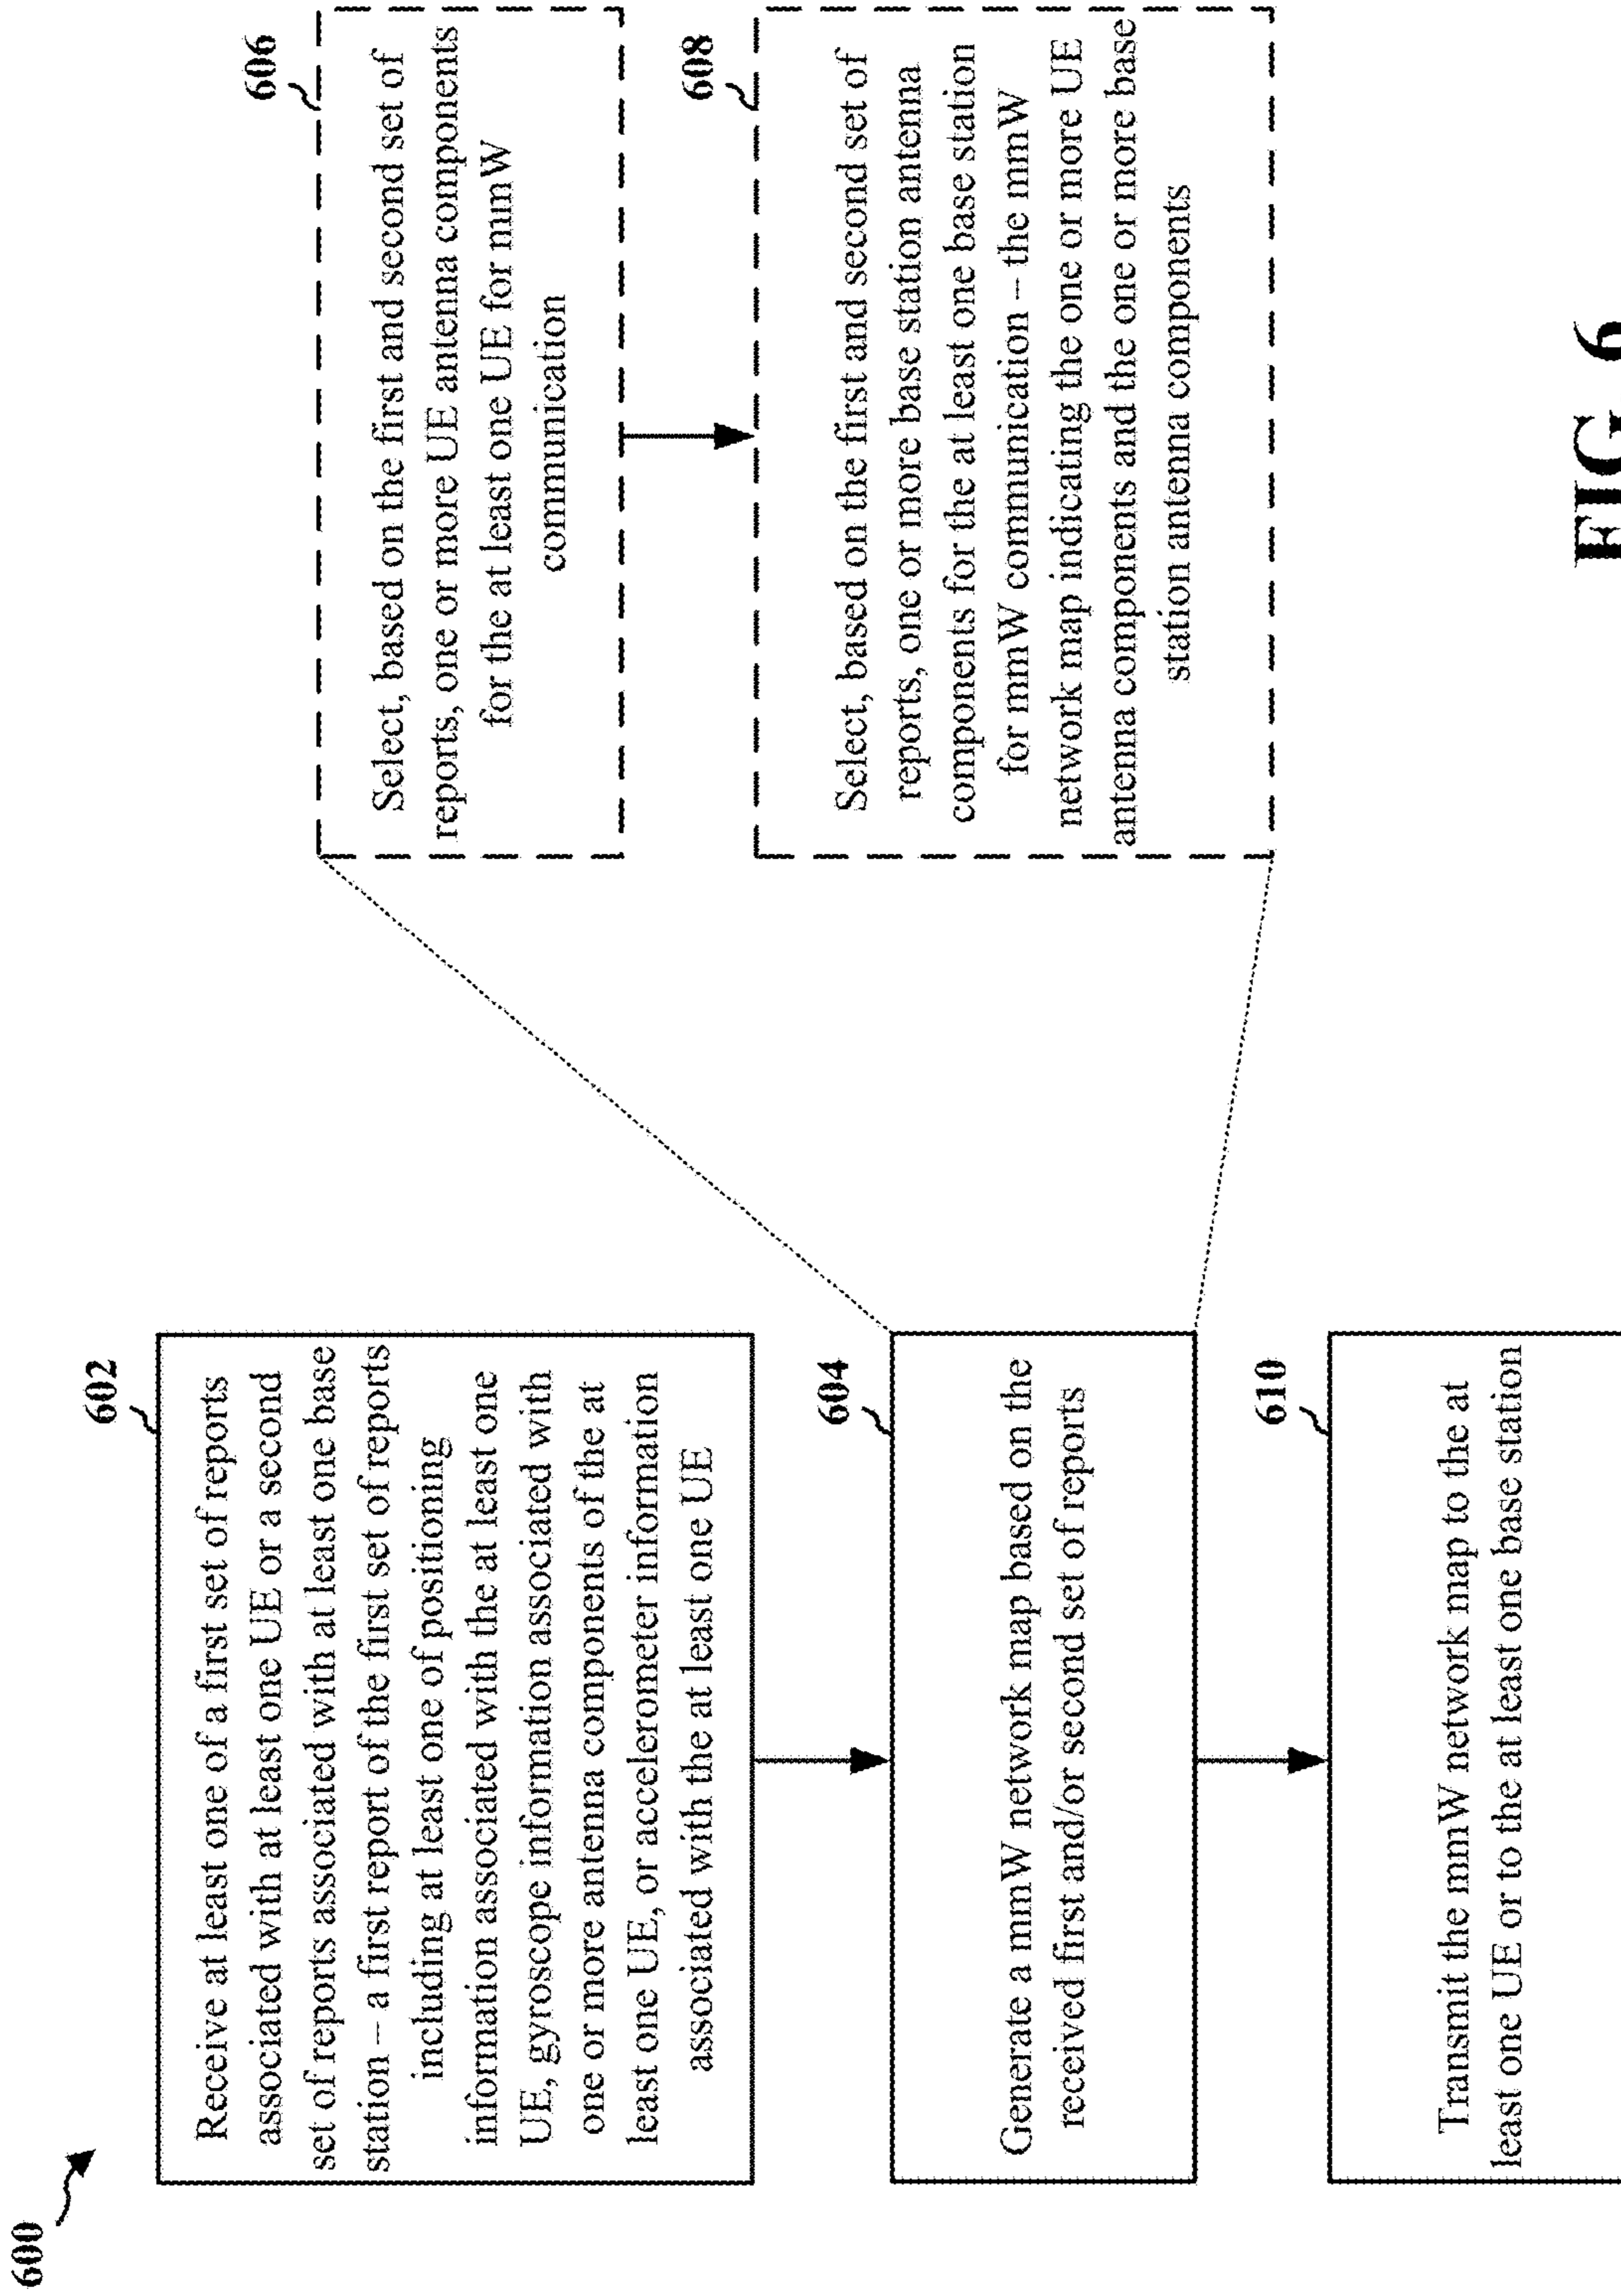 600
602
Receive at least one of a first set of reports
associated with at least one UE or a second
set of reports associated with at least one base
station – a first report of the first set of reports
including at least one of positioning
information associated with the at least one
UE, gyroscope information associated with
one or more antenna components of the at
least one UE, or accelerometer information
associated with the at least one UE
604
Generate a mmW network map based on the
received first and/or second set of reports
606
Select, based on the first and second set of
reports, one or more UE antenna components
for the at least one UE for mmW
communication
608
Select, based on the first and second set of
reports, one or more base station antenna
components for the at least one base station
for mmW communication – the mmW
network map indicating the one or more UE
antenna components and the one or more base
station antenna components
610
Transmit the mmW network map to the at
least one UE or to the at least one base station
FIG. 6